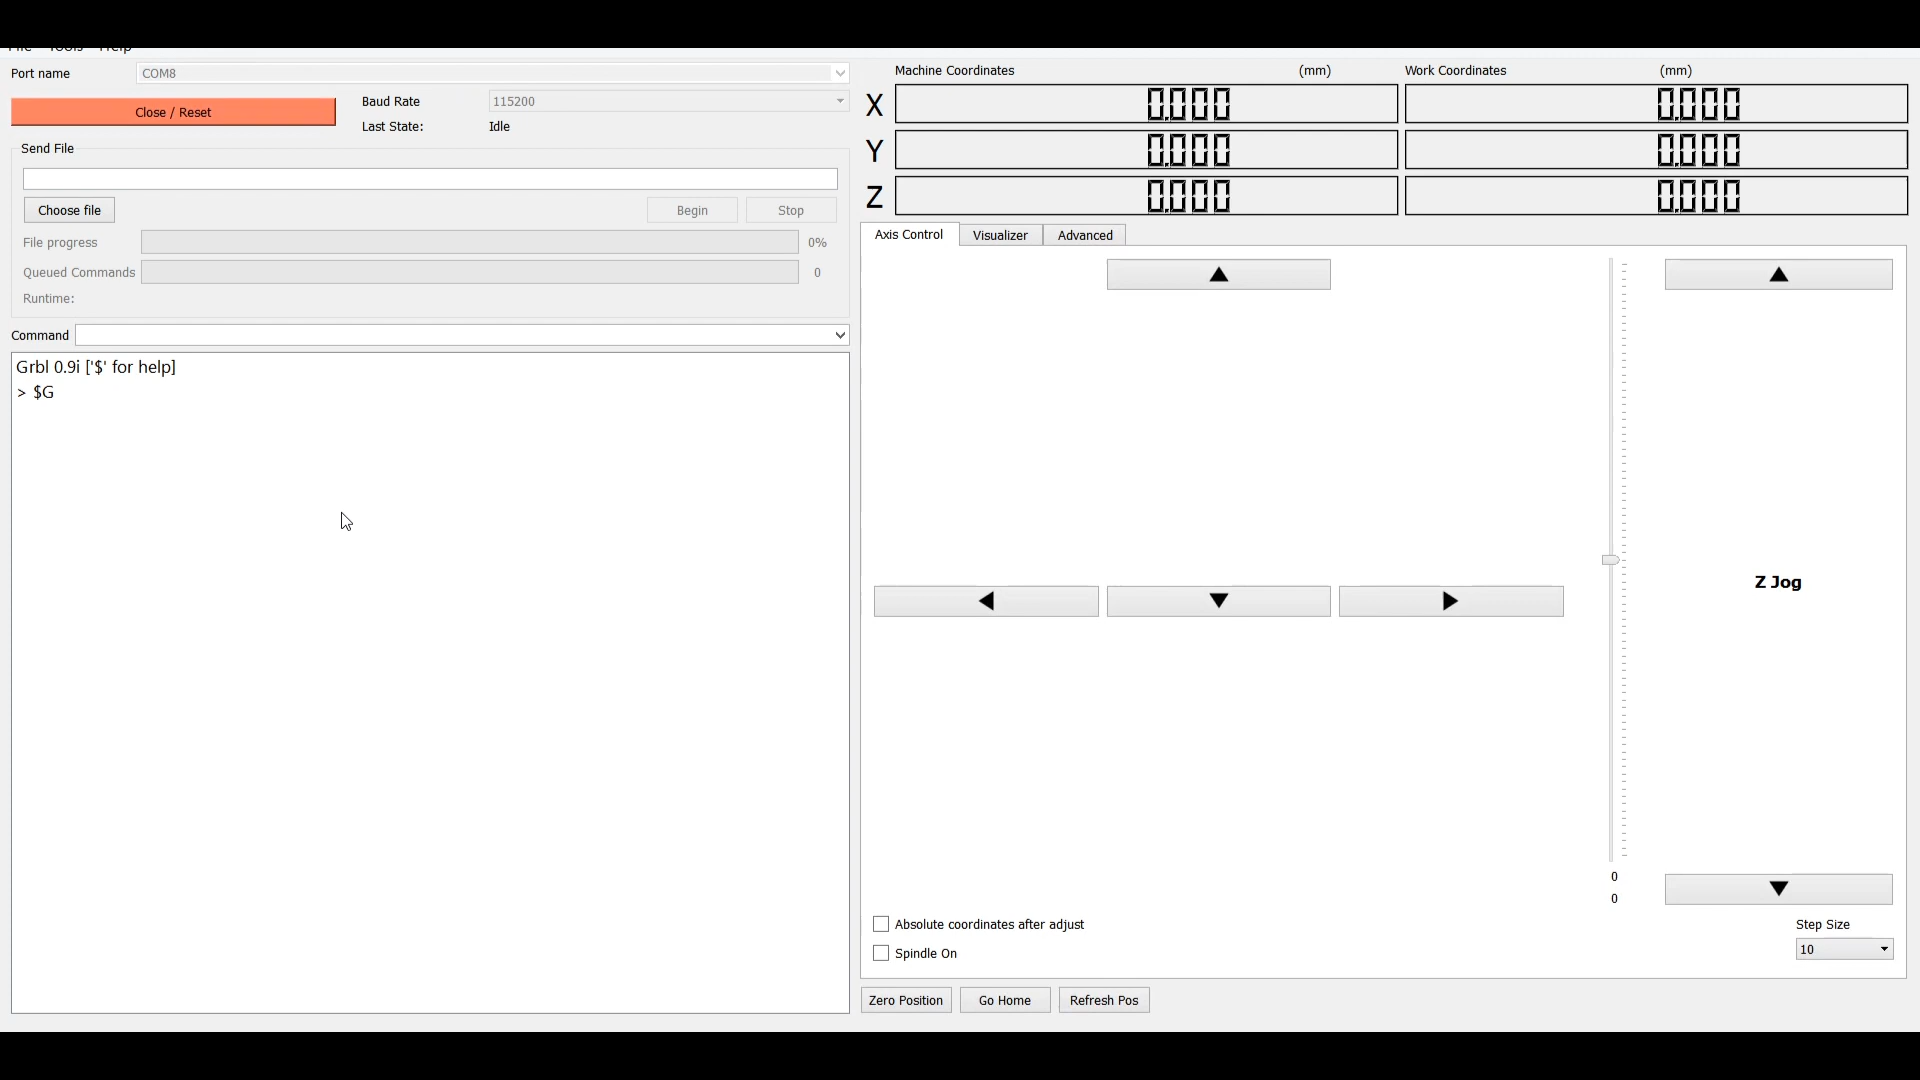 File Tools Help
Port name COM8
Close / Reset
Baud Rate 115200
Last State: Idle
Send File
Choose file Begin Stop
File progress 0%
Queued Commands 0
Runtime:
Command
Grbl 0.9i ['$' for help]
> $G
Machine Coordinates (mm) Work Coordinates (mm)
X 0.000 0.000
Y 0.000 0.000
Z 0.000 0.000
Axis Control Visualizer Advanced
Z Jog
0
0
Absolute coordinates after adjust
Step Size
Spindle On
10
Zero Position Go Home Refresh Pos